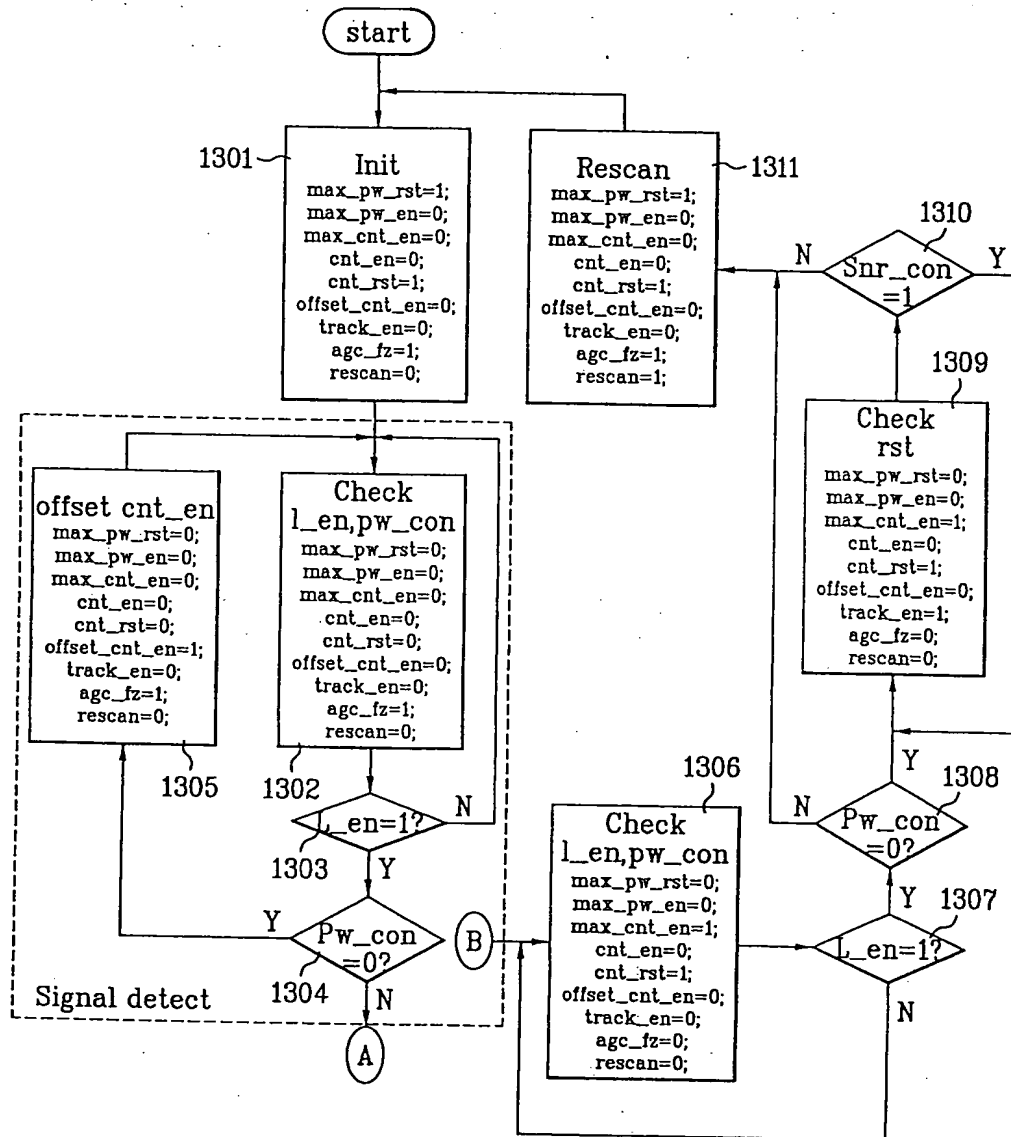 start
1301
Init
max_pw_rst=1;
max_pw_en=0;
max_cnt_en=0;
cnt_en=0;
cnt_rst=1;
offset_cnt_en=0;
track_en=0;
agc_fz=1;
rescan=0;
Rescan
max_pw_rst=1;
max_pw_en=0;
max_cnt_en=0;
cnt_en=0;
cnt_rst=1;
offset_cnt_en=0;
track_en=0;
agc_fz=1;
rescan=1;
1311
1310
N
Snr_con
=1
Y
1309
Check
rst
max_pw_rst=0;
max_pw_en=0;
max_cnt_en=1;
cnt_en=0;
cnt_rst=1;
offset_cnt_en=0;
track_en=1;
agc_fz=0;
rescan=0;
offset cnt_en
max_pw_rst=0;
max_pw_en=0;
max_cnt_en=0;
cnt_en=0;
cnt_rst=0;
offset_cnt_en=1;
track_en=0;
agc_fz=1;
rescan=0;
1305
Check
l_en,pw_con
max_pw_rst=0;
max_pw_en=0;
max_cnt_en=0;
cnt_en=0;
cnt_rst=0;
offset_cnt_en=0;
track_en=0;
agc_fz=1;
rescan=0;
1302
L_en=1?
N
1303
Y
Y
Pw_con
=0?
1304
N
Signal detect
A
B
1306
Check
l_en,pw_con
max_pw_rst=0;
max_pw_en=0;
max_cnt_en=1;
cnt_en=0;
cnt_rst=1;
offset_cnt_en=0;
track_en=0;
agc_fz=0;
rescan=0;
Y
1308
N
Pw_con
=0?
Y
1307
L_en=1?
N